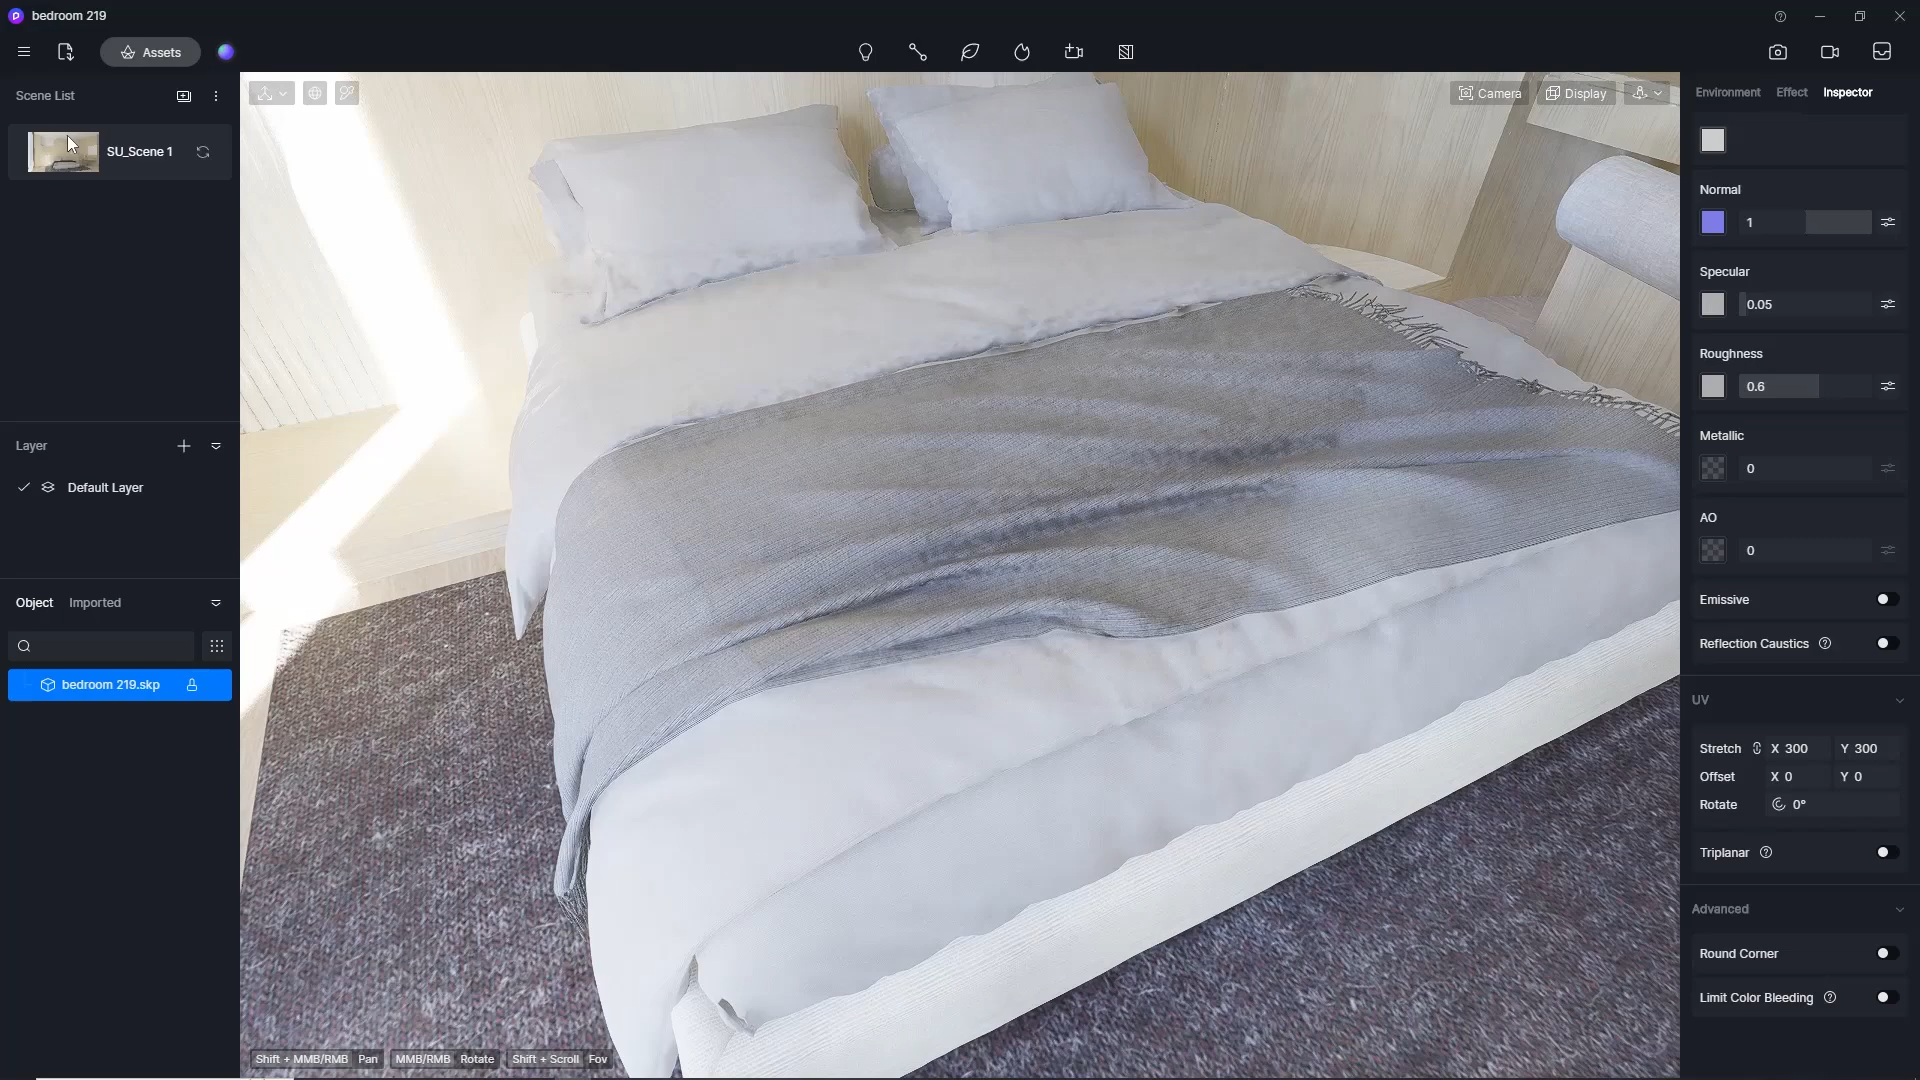 bedroom 219
Assets
Scene List
SU_Scene 1
Layer
Default Layer
Object Imported
bedroom 219.skp
Camera
Display
Shift + MMB/RMB Pan MMB/RMB Rotate Shift + Scroll Fov
Environment Effect Inspector
Normal
1
Specular
0.05
Roughness
0.6
Metallic
0
AO
0
Emissive
Reflection Caustics
UV
Stretch X 300 Y 300
Offset X 0 Y 0
Rotate 0°
Triplanar
Advanced
Round Corner
Limit Color Bleeding